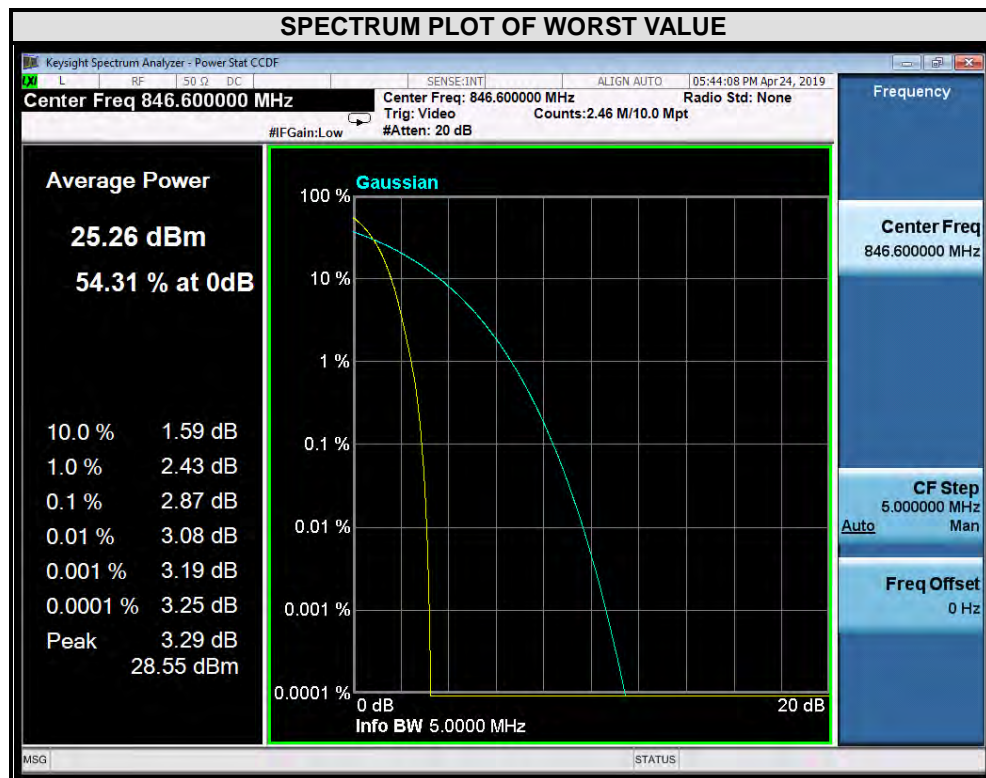 SPECTRUM PLOT OF WORST VALUE
Keysight Spectrum Analyzer - Power Stat CCDF
LXI L RF 50 Ω DC SENSE:INT ALIGN AUTO 05:44:08 PM Apr 24, 2019
Center Freq 846.600000 MHz
Center Freq: 846.600000 MHz Radio Std: None
Trig: Video Counts:2.46 M/10.0 Mpt
#IFGain:Low #Atten: 20 dB
Frequency
Average Power
25.26 dBm
54.31 % at 0dB
10.0 % 1.59 dB
1.0 % 2.43 dB
0.1 % 2.87 dB
0.01 % 3.08 dB
0.001 % 3.19 dB
0.0001 % 3.25 dB
Peak 3.29 dB
28.55 dBm
Gaussian
100 %
10 %
1 %
0.1 %
0.01 %
0.001 %
0.0001 %
0 dB 20 dB
Info BW 5.0000 MHz
Center Freq
846.600000 MHz
CF Step
5.000000 MHz
Auto Man
Freq Offset
0 Hz
MSG STATUS